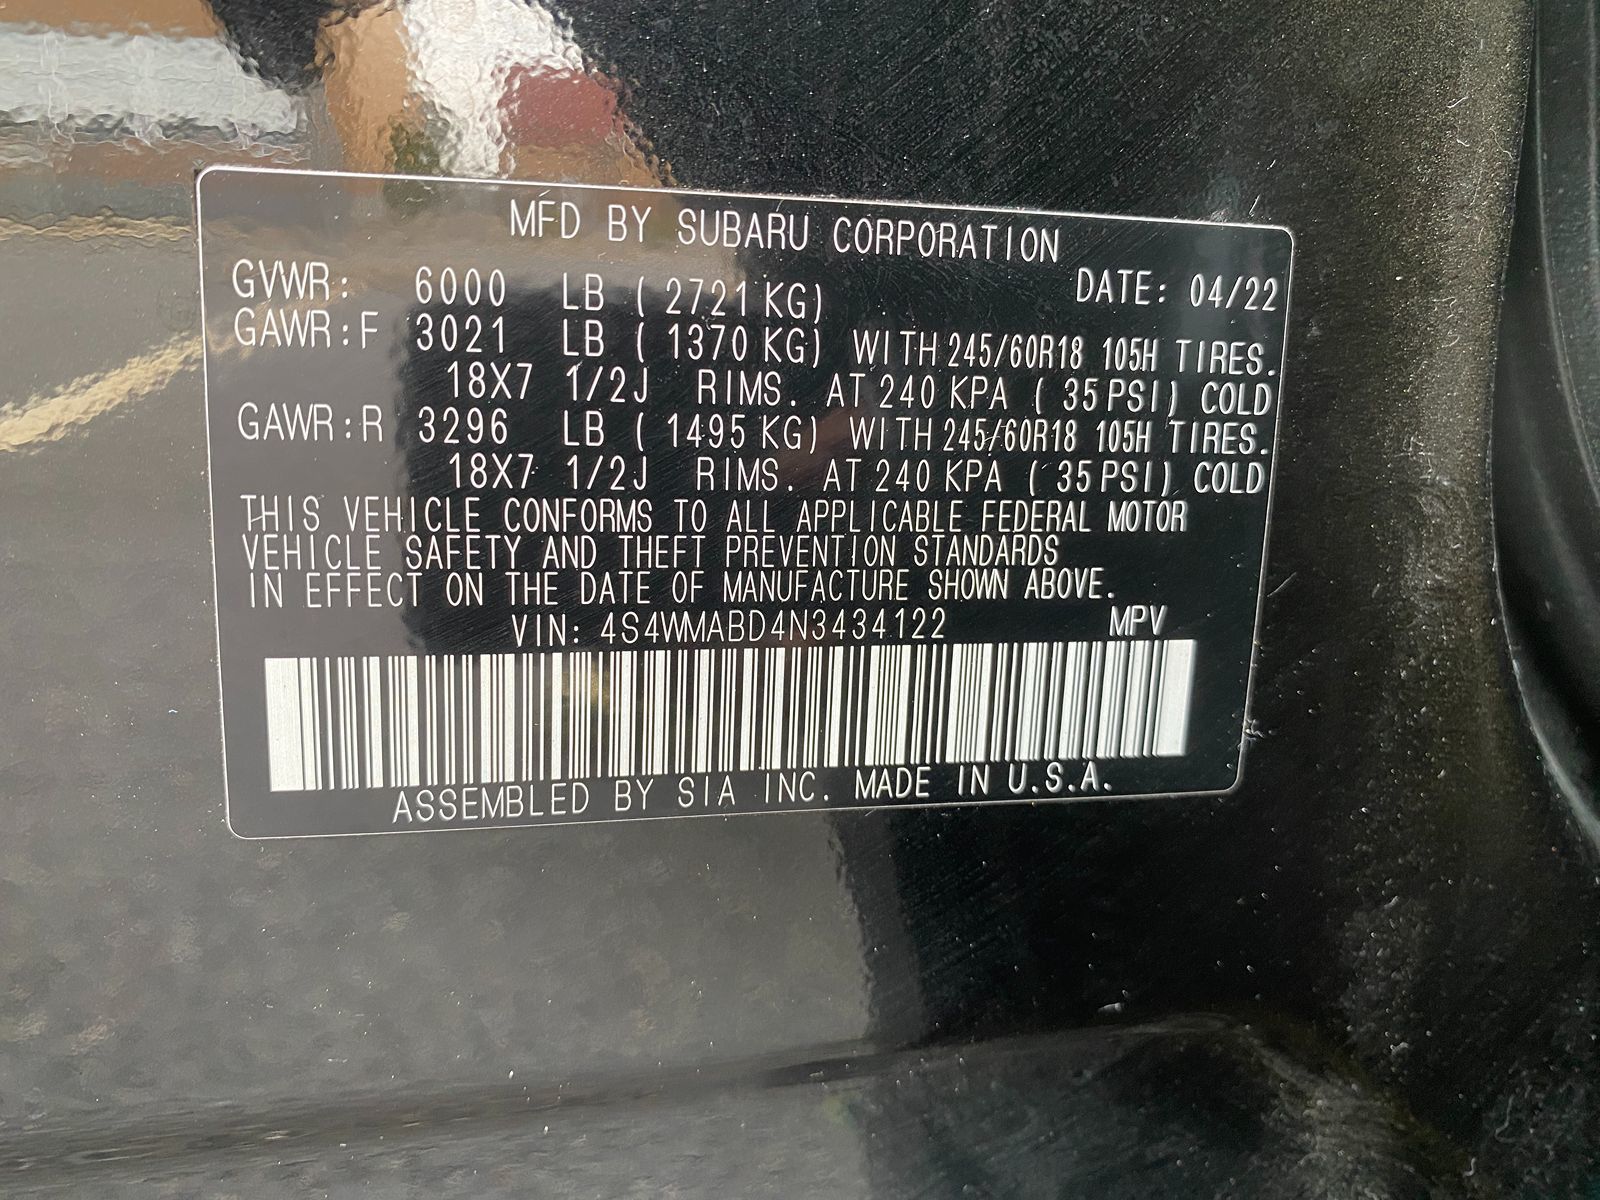 MFD BY SUBARU CORPORATION
GVWR: 6000 LB ( 2721 KG) DATE: 04/22
GAWR:F 3021 LB ( 1370 KG) WITH 245/60R18 105H TIRES.
18X7 1/2J RIMS. AT 240 KPA ( 35 PSI) COLD
GAWR:R 3296 LB ( 1495 KG) WITH 245/60R18 105H TIRES.
18X7 1/2J RIMS. AT 240 KPA ( 35 PSI) COLD
THIS VEHICLE CONFORMS TO ALL APPLICABLE FEDERAL MOTOR
VEHICLE SAFETY AND THEFT PREVENTION STANDARDS
IN EFFECT ON THE DATE OF MANUFACTURE SHOWN ABOVE.
VIN: 4S4WMABD4N3434122 MPV
ASSEMBLED BY SIA INC. MADE IN U.S.A.